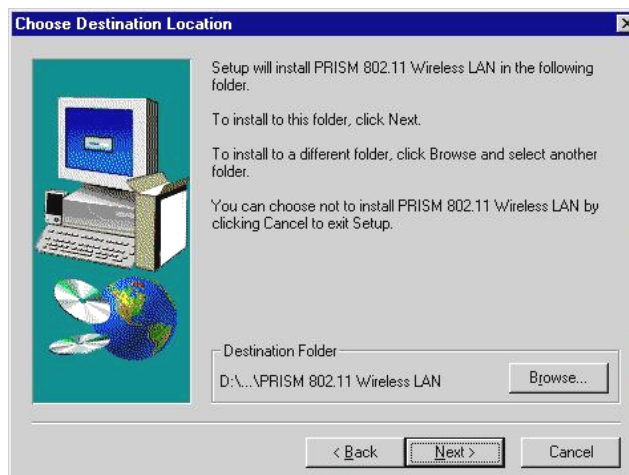 Choose Destination Location
Setup will install PRISM 802.11 Wireless LAN in the following
folder.
To install to this folder, click Next.
To install to a different folder, click Browse and select another
folder.
You can choose not to install PRISM 802.11 Wireless LAN by
clicking Cancel to exit Setup.
Destination Folder
D:\...\PRISM 802.11 Wireless LAN
Browse...
< Back
Next >
Cancel